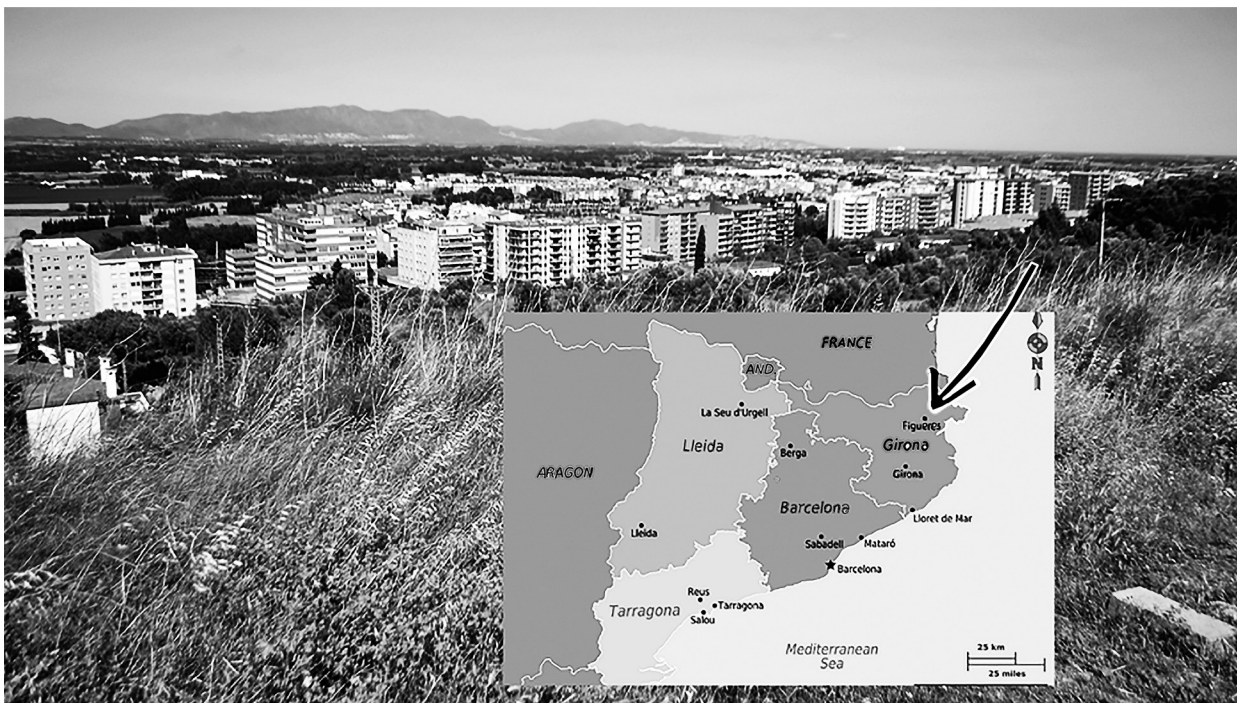 FRANCE
AND.
N
La Seu d'Urgell
Figueres
Lleida
Berga
Girona
Girona
ARAGON
Barcelona
Lloret de Mar
Lleida
Sabadell
Mataró
Barcelona
Reus
Tarragona
Tarragona
Salou
Mediterranean
Sea
25 km
25 miles